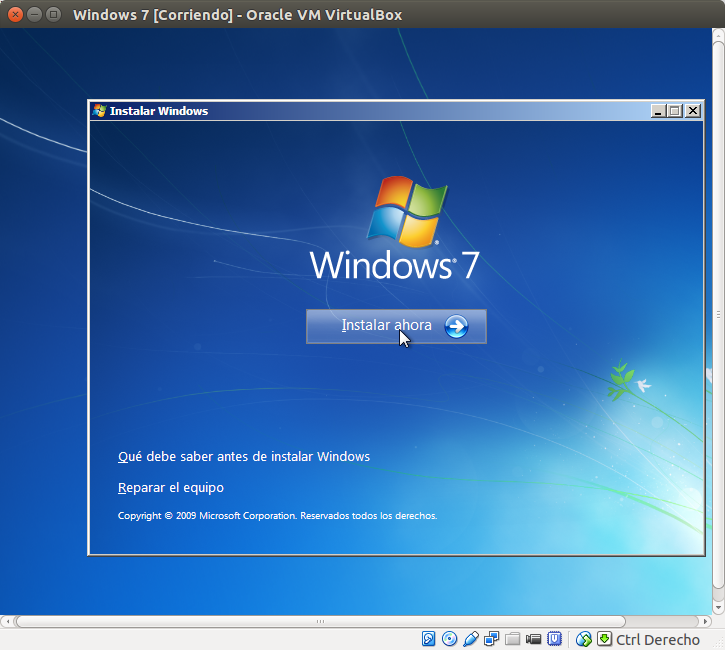 Windows 7 [Corriendo] - Oracle VM VirtualBox
Instalar Windows
Windows® 7
Instalar ahora
Qué debe saber antes de instalar Windows
Reparar el equipo
Copyright © 2009 Microsoft Corporation. Reservados todos los derechos.
Ctrl Derecho